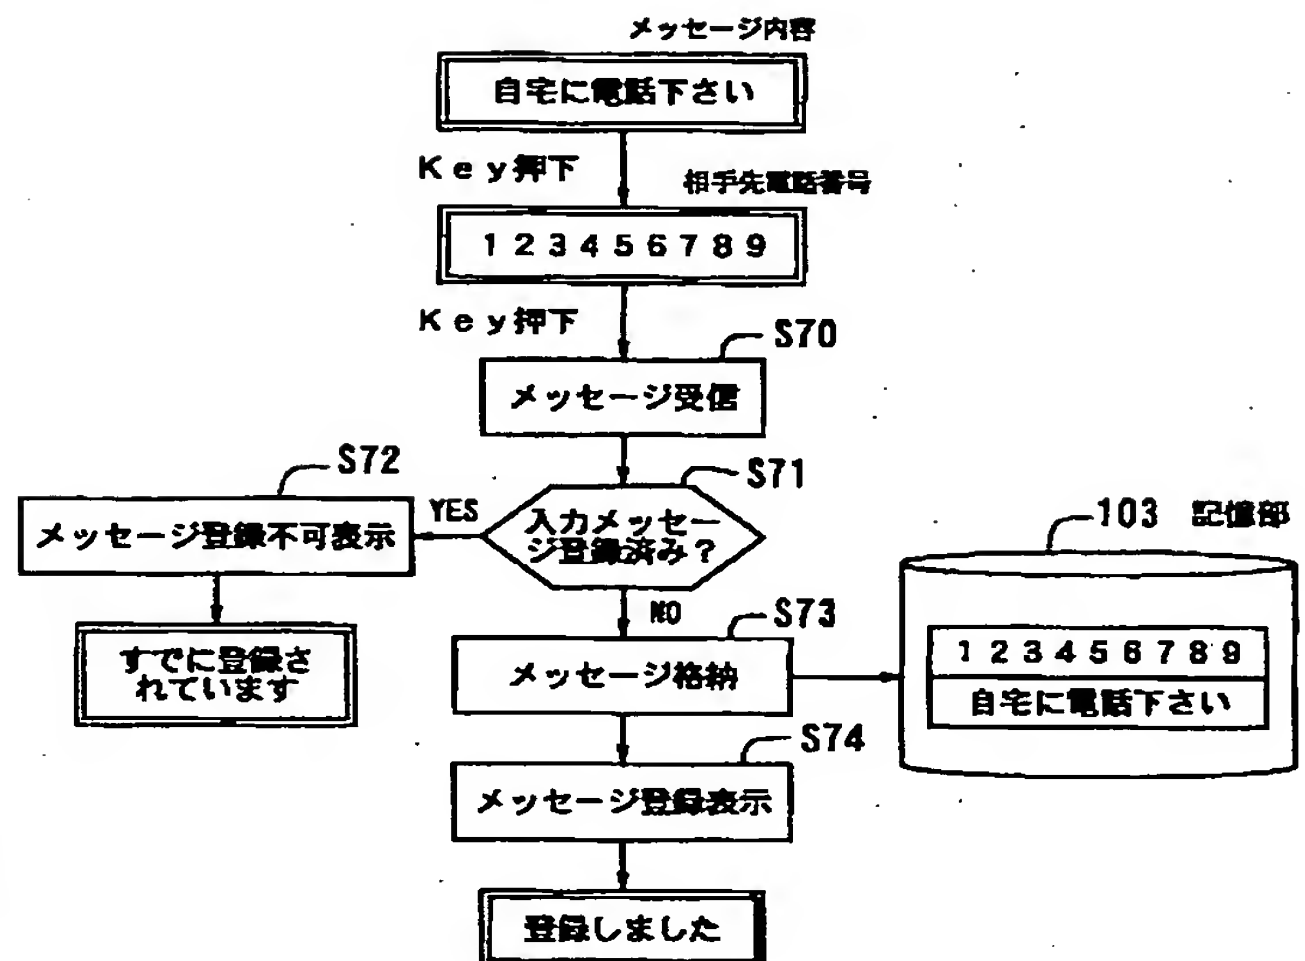 メッセージ内容
自宅に電話下さい
Ｋｅｙ押下
相手先電話番号
１２３４５６７８９
Ｋｅｙ押下
S70
メッセージ受信
S72
S71
メッセージ登録不可表示
YES
入力メッセー
ジ登録済み？
103 記憶部
NO
S73
すでに登録さ
れています
メッセージ格納
１２３４５６７８９
自宅に電話下さい
S74
メッセージ登録表示
登録しました